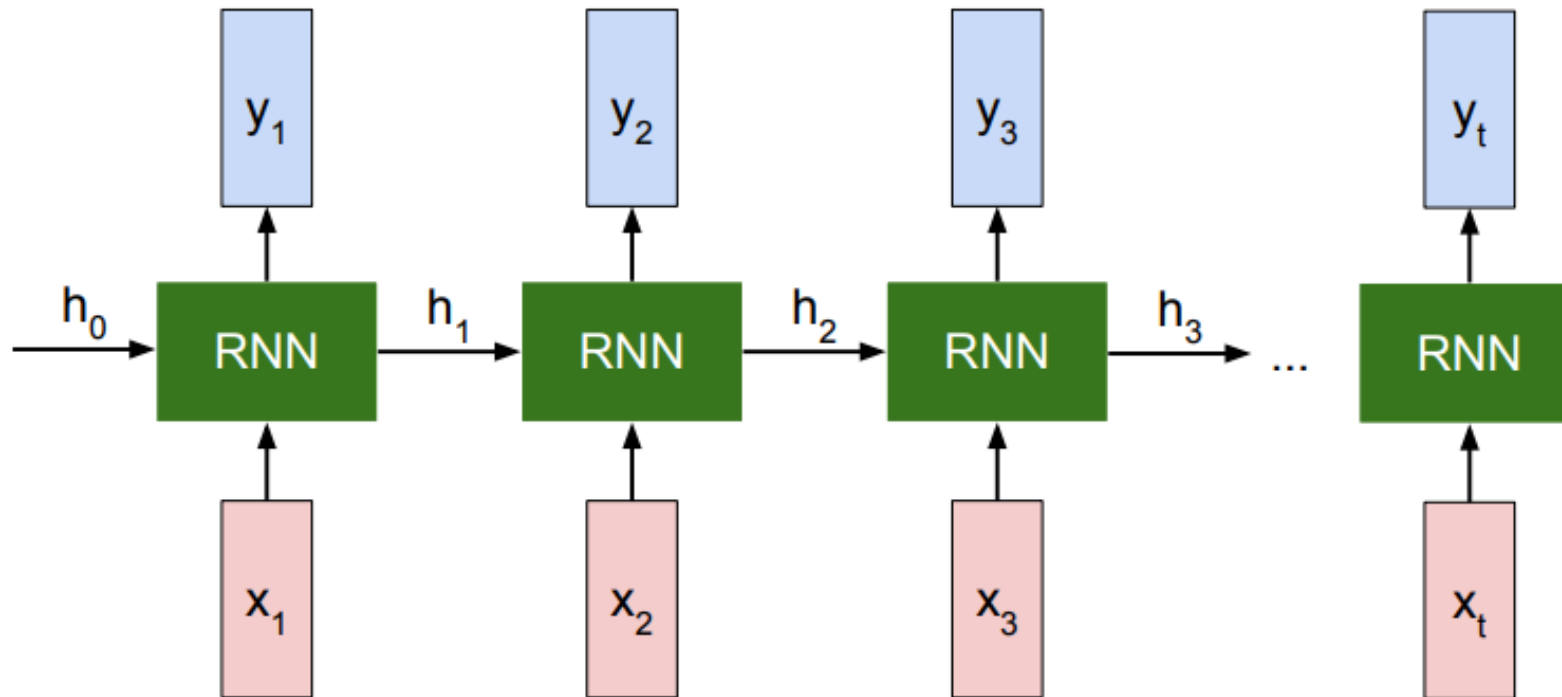 y₁ y₂ y₃ yₜ
h₀ h₁ h₂ h₃
RNN RNN RNN ... RNN
x₁ x₂ x₃ xₜ